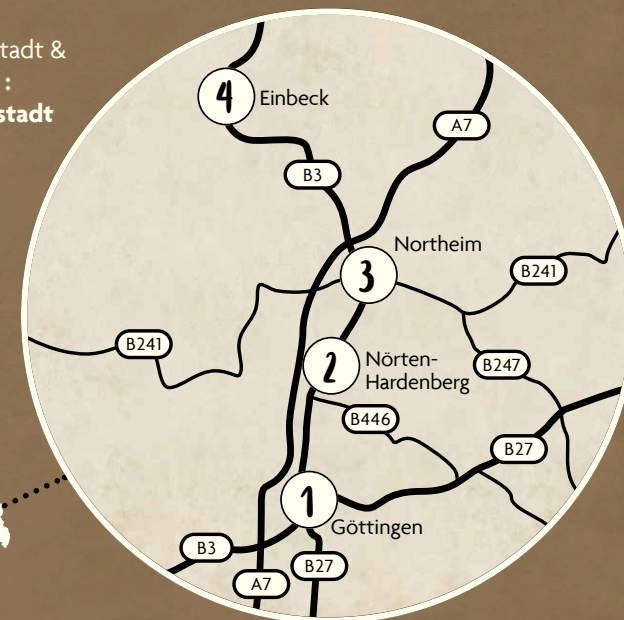 tadt &
:
stadt
4
Einbeck
A7
B3
Northeim
3
B241
B241
2
Nörten-
Hardenberg
B247
B446
B27
1
Göttingen
B3
B27
A7